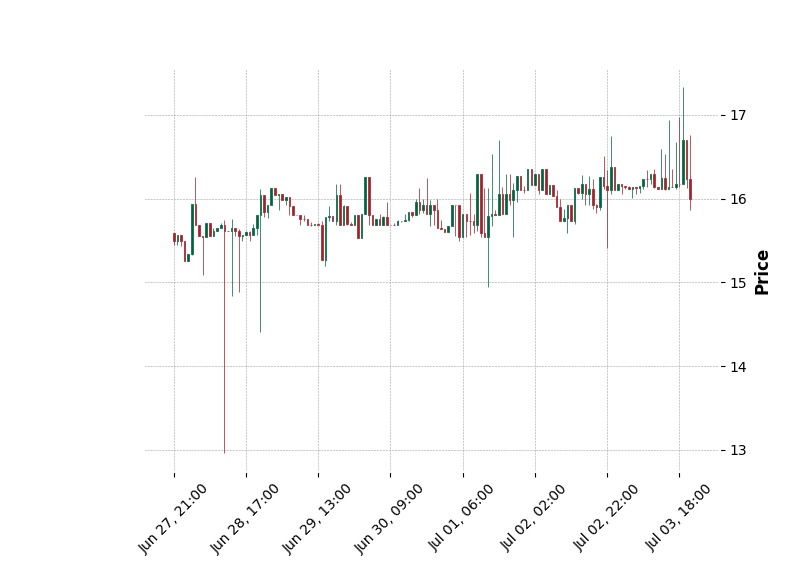 17
16
15
14
13
Price
Jun 27, 21:00
Jun 28, 17:00
Jun 29, 13:00
Jun 30, 09:00
Jul 01, 06:00
Jul 02, 02:00
Jul 02, 22:00
Jul 03, 18:00